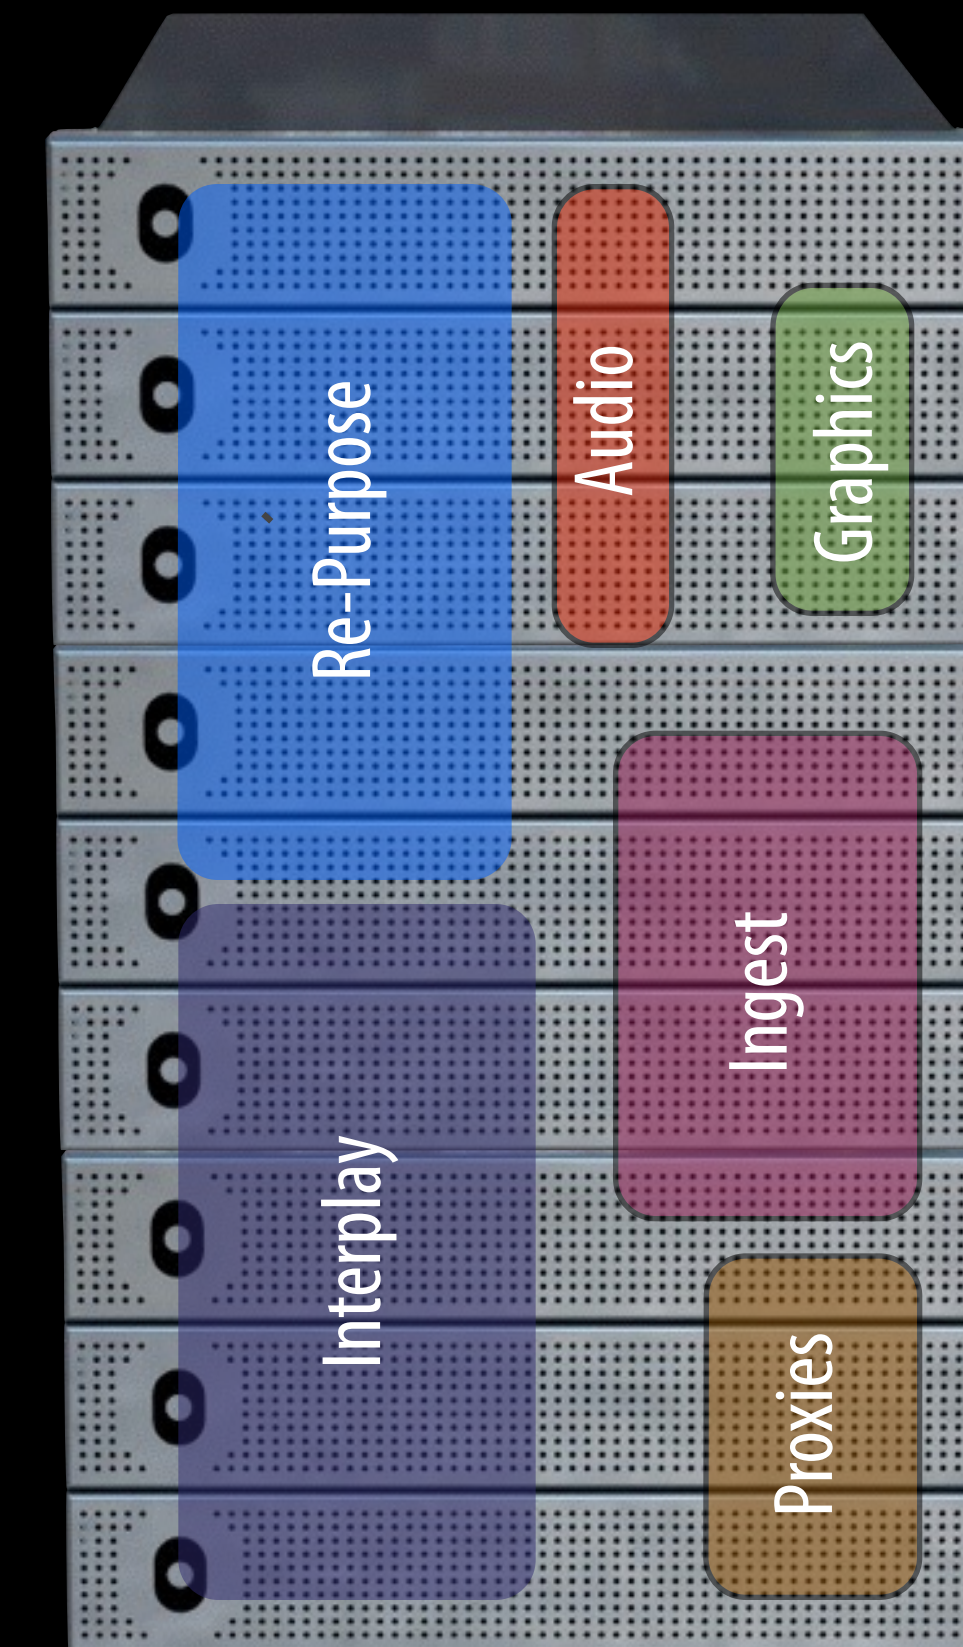 Re-Purpose
Audio
Graphics
Interplay
Ingest
Proxies